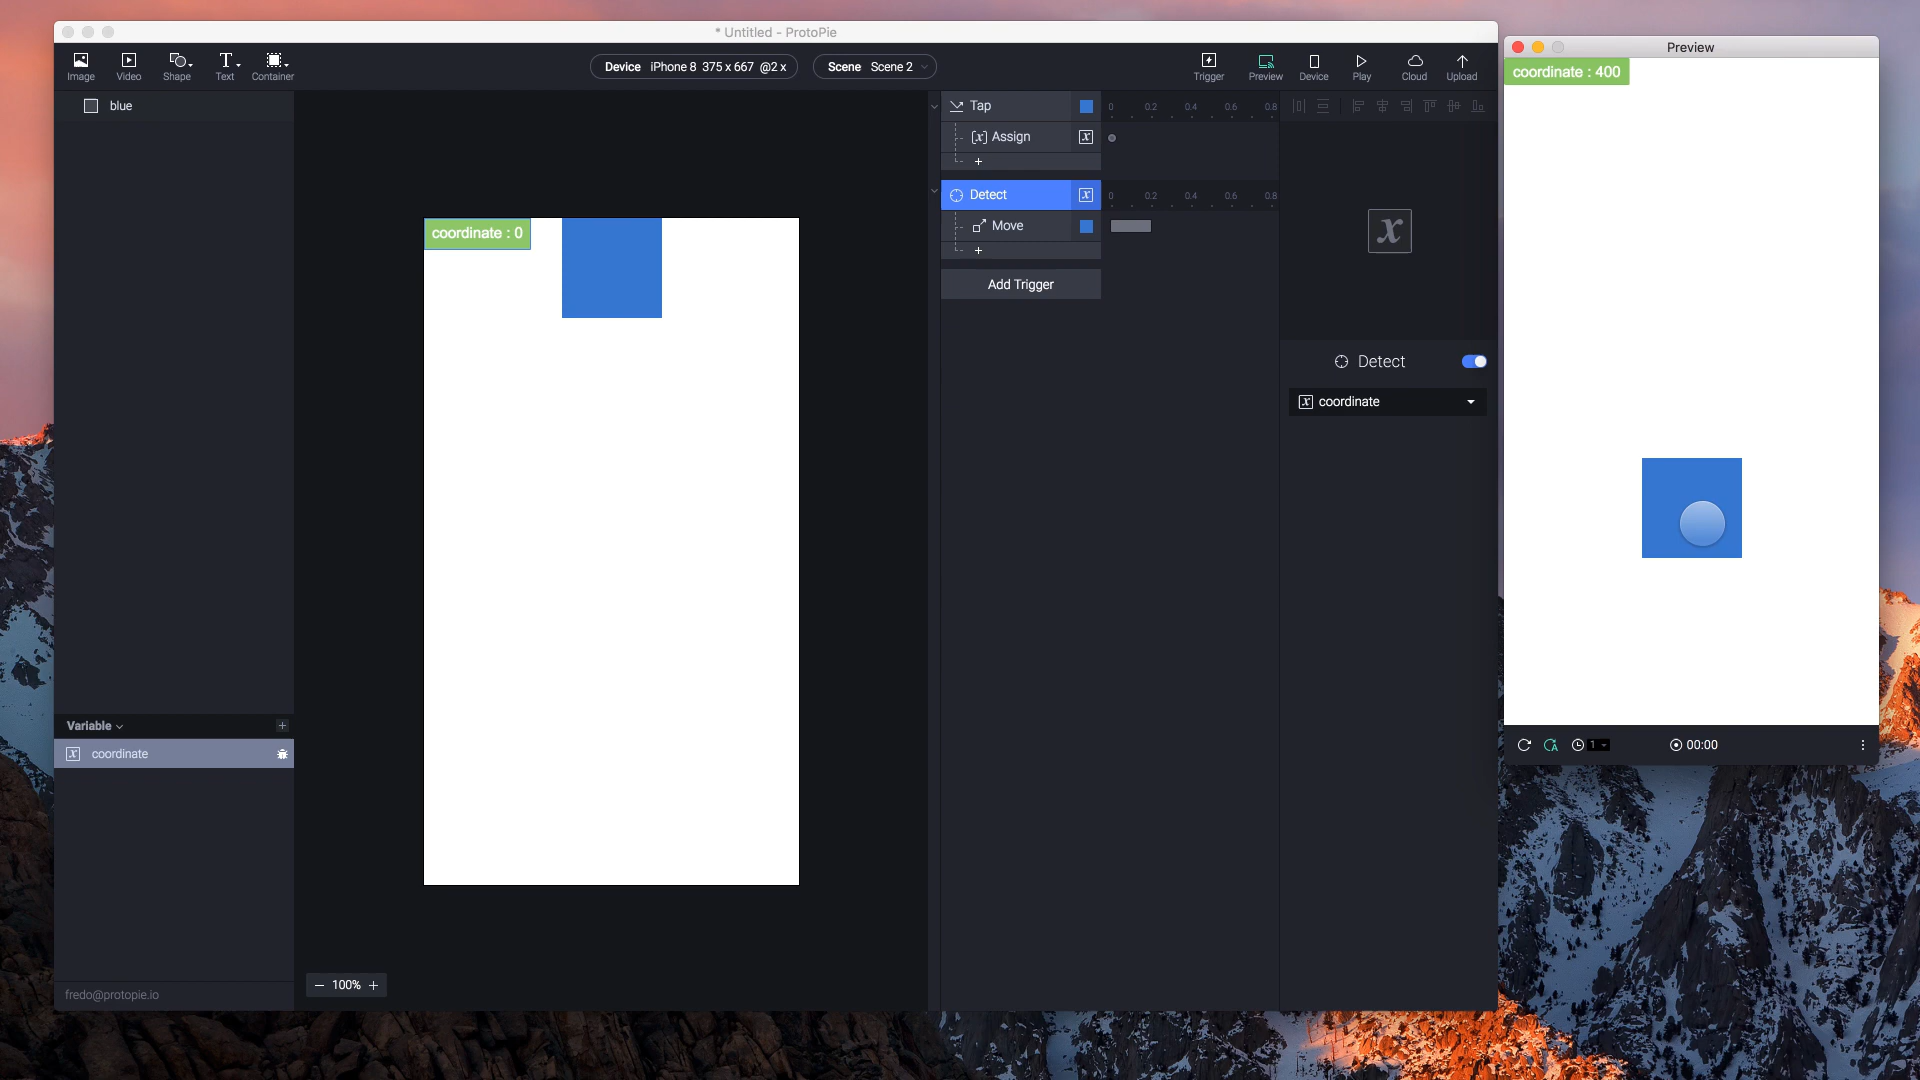 * Untitled - ProtoPie
Image
Video
Shape
Text
Container
Device iPhone 8 375 x 667 @2 x
Scene Scene 2
Trigger
Preview
Device
Play
Cloud
Upload
blue
Tap
0 0.2 0.4 0.6 0.8
[x] Assign
x
+
Detect
x
0 0.2 0.4 0.6 0.8
Move
+
Add Trigger
coordinate : 0
x
Detect
x coordinate
Variable
+
x coordinate
fredo@protopie.io
— 100% +
Preview
coordinate : 400
A
1
00:00